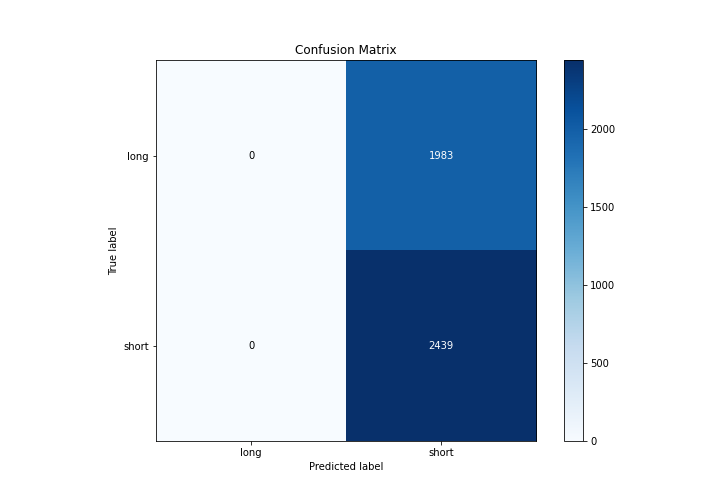 Confusion Matrix
long
0
1983
2000
1500
True label
1000
short
0
2439
500
0
long
short
Predicted label